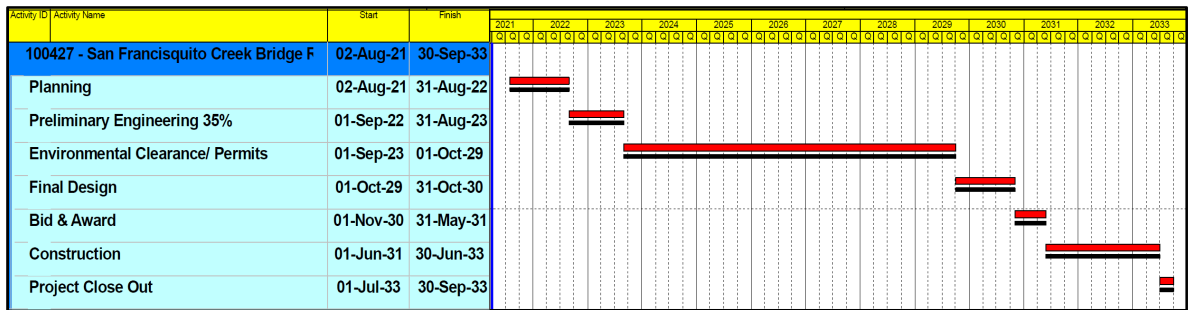 Activity ID Activity Name Start Finish 2021 2022 2023 2024 2025 2026 2027 2028 2029 2030 2031 2032 2033
Q Q Q Q Q Q Q Q Q Q Q Q Q Q Q Q Q Q Q Q Q Q Q Q Q Q Q Q Q Q Q Q Q Q Q Q Q Q Q Q Q Q Q Q Q Q Q Q Q Q Q
100427 - San Francisquito Creek Bridge R 02-Aug-21 30-Sep-33
Planning 02-Aug-21 31-Aug-22
Preliminary Engineering 35% 01-Sep-22 31-Aug-23
Environmental Clearance/ Permits 01-Sep-23 01-Oct-29
Final Design 01-Oct-29 31-Oct-30
Bid & Award 01-Nov-30 31-May-31
Construction 01-Jun-31 30-Jun-33
Project Close Out 01-Jul-33 30-Sep-33